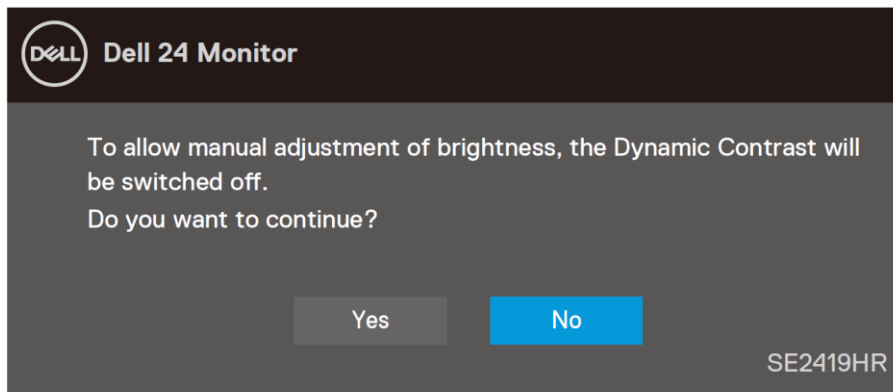 DELL
Dell 24 Monitor
To allow manual adjustment of brightness, the Dynamic Contrast will
be switched off.
Do you want to continue?
Yes
No
SE2419HR